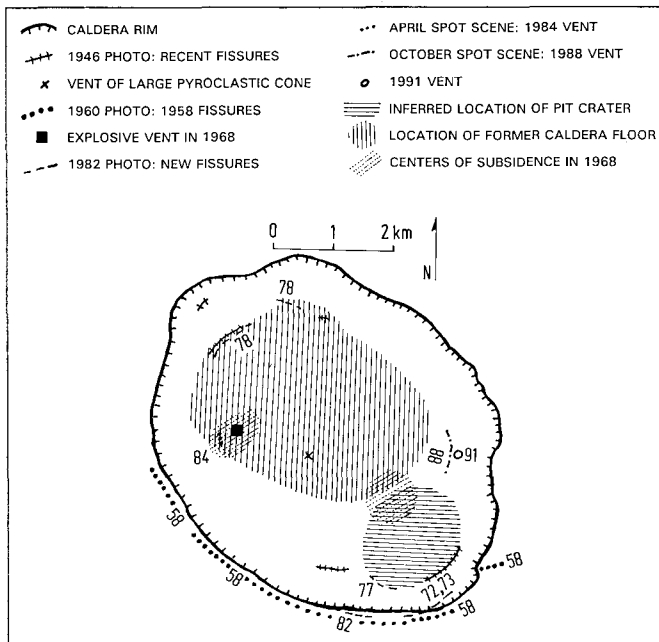 CALDERA RIM
1946 PHOTO: RECENT FISSURES
VENT OF LARGE PYROCLASTIC CONE
1960 PHOTO: 1958 FISSURES
EXPLOSIVE VENT IN 1968
1982 PHOTO: NEW FISSURES
APRIL SPOT SCENE: 1984 VENT
OCTOBER SPOT SCENE: 1988 VENT
1991 VENT
INFERRED LOCATION OF PIT CRATER
LOCATION OF FORMER CALDERA FLOOR
CENTERS OF SUBSIDENCE IN 1968
0 1 2 km
N
78
78
84
88
91
58
58
58
77
72,73
82
58